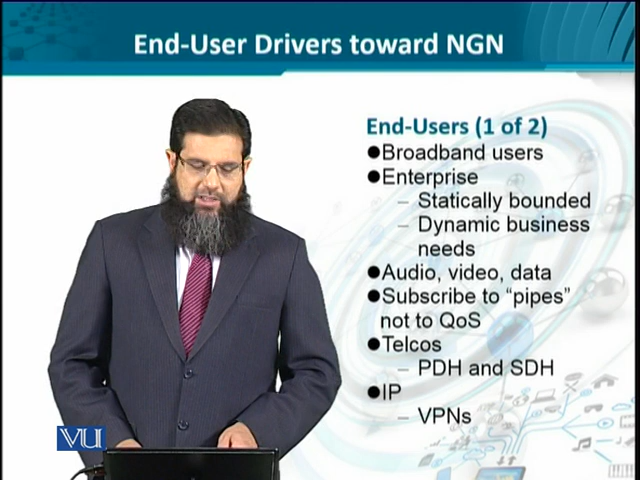 End-User Drivers toward NGN
End-Users (1 of 2)
●Broadband users
●Enterprise
– Statically bounded
– Dynamic business
needs
●Audio, video, data
●Subscribe to “pipes”
not to QoS
●Telcos
– PDH and SDH
●IP
– VPNs
VU